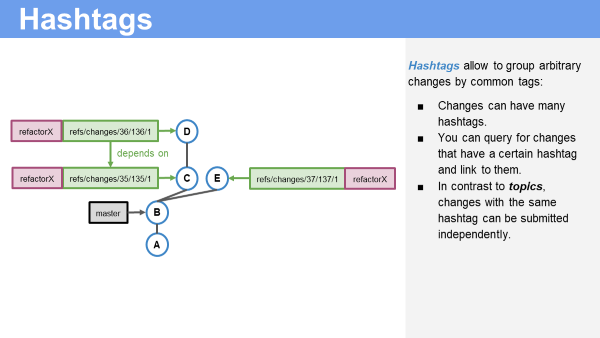 Hashtags
Hashtags allow to group arbitrary
changes by common tags:
■ Changes can have many
hashtags.
■ You can query for changes
that have a certain hashtag
and link to them.
■ In contrast to topics,
changes with the same
hashtag can be submitted
independently.
refactorX refs/changes/36/136/1 D
depends on
refactorX refs/changes/35/135/1 C E refs/changes/37/137/1 refactorX
master B
A